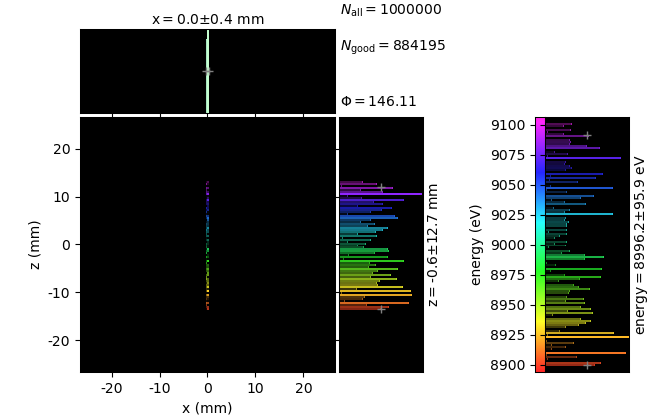 x = 0.0±0.4 mm
N_all = 1000000
N_good = 884195
Φ = 146.11
20
10
0
-10
-20
z (mm)
-20
-10
0
10
20
x (mm)
z = -0.6±12.7 mm
9100
9075
9050
9025
9000
8975
8950
8925
8900
energy (eV)
energy = 8996.2±95.9 eV